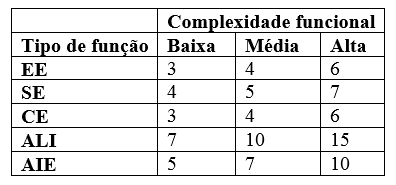 Complexidade funcional
Tipo de função Baixa Média Alta
EE 3 4 6
SE 4 5 7
CE 3 4 6
ALI 7 10 15
AIE 5 7 10